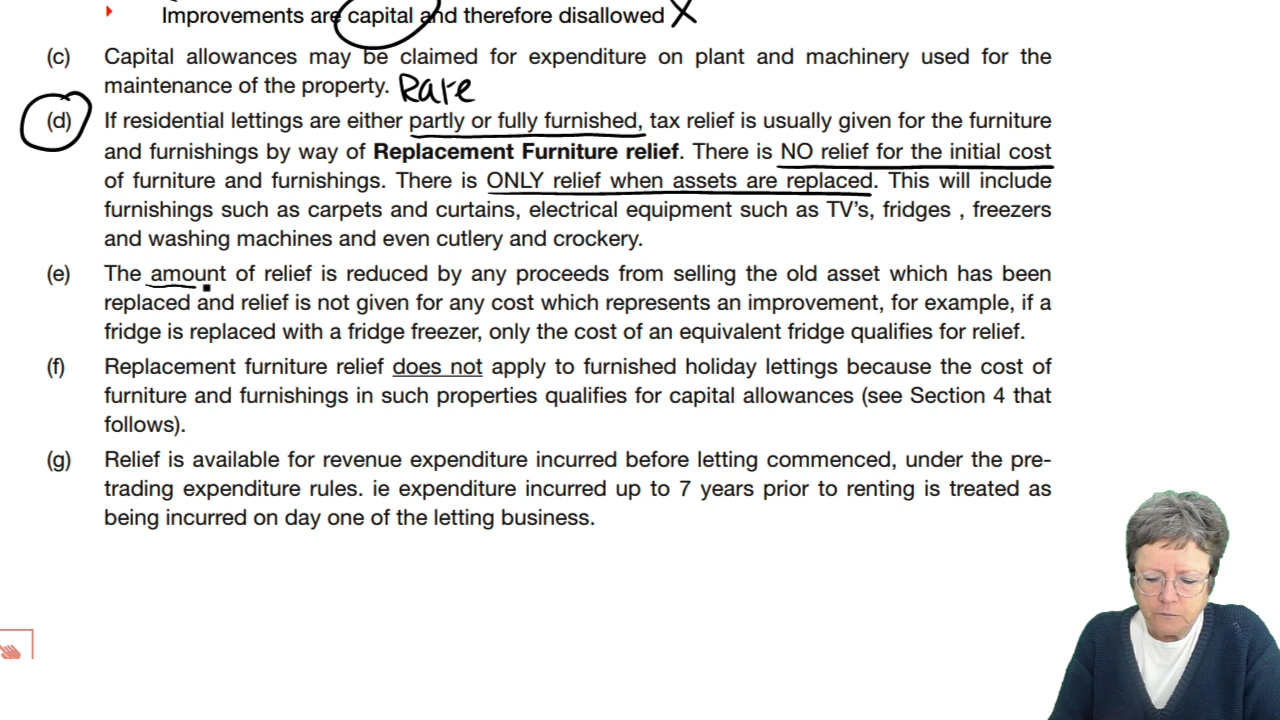 Improvements are capital and therefore disallowed X
(c) Capital allowances may be claimed for expenditure on plant and machinery used for the
maintenance of the property. Rare
(d) If residential lettings are either partly or fully furnished, tax relief is usually given for the furniture
and furnishings by way of Replacement Furniture relief. There is NO relief for the initial cost
of furniture and furnishings. There is ONLY relief when assets are replaced. This will include
furnishings such as carpets and curtains, electrical equipment such as TV's, fridges , freezers
and washing machines and even cutlery and crockery.
(e) The amount of relief is reduced by any proceeds from selling the old asset which has been
replaced and relief is not given for any cost which represents an improvement, for example, if a
fridge is replaced with a fridge freezer, only the cost of an equivalent fridge qualifies for relief.
(f) Replacement furniture relief does not apply to furnished holiday lettings because the cost of
furniture and furnishings in such properties qualifies for capital allowances (see Section 4 that
follows).
(g) Relief is available for revenue expenditure incurred before letting commenced, under the pre-
trading expenditure rules. ie expenditure incurred up to 7 years prior to renting is treated as
being incurred on day one of the letting business.